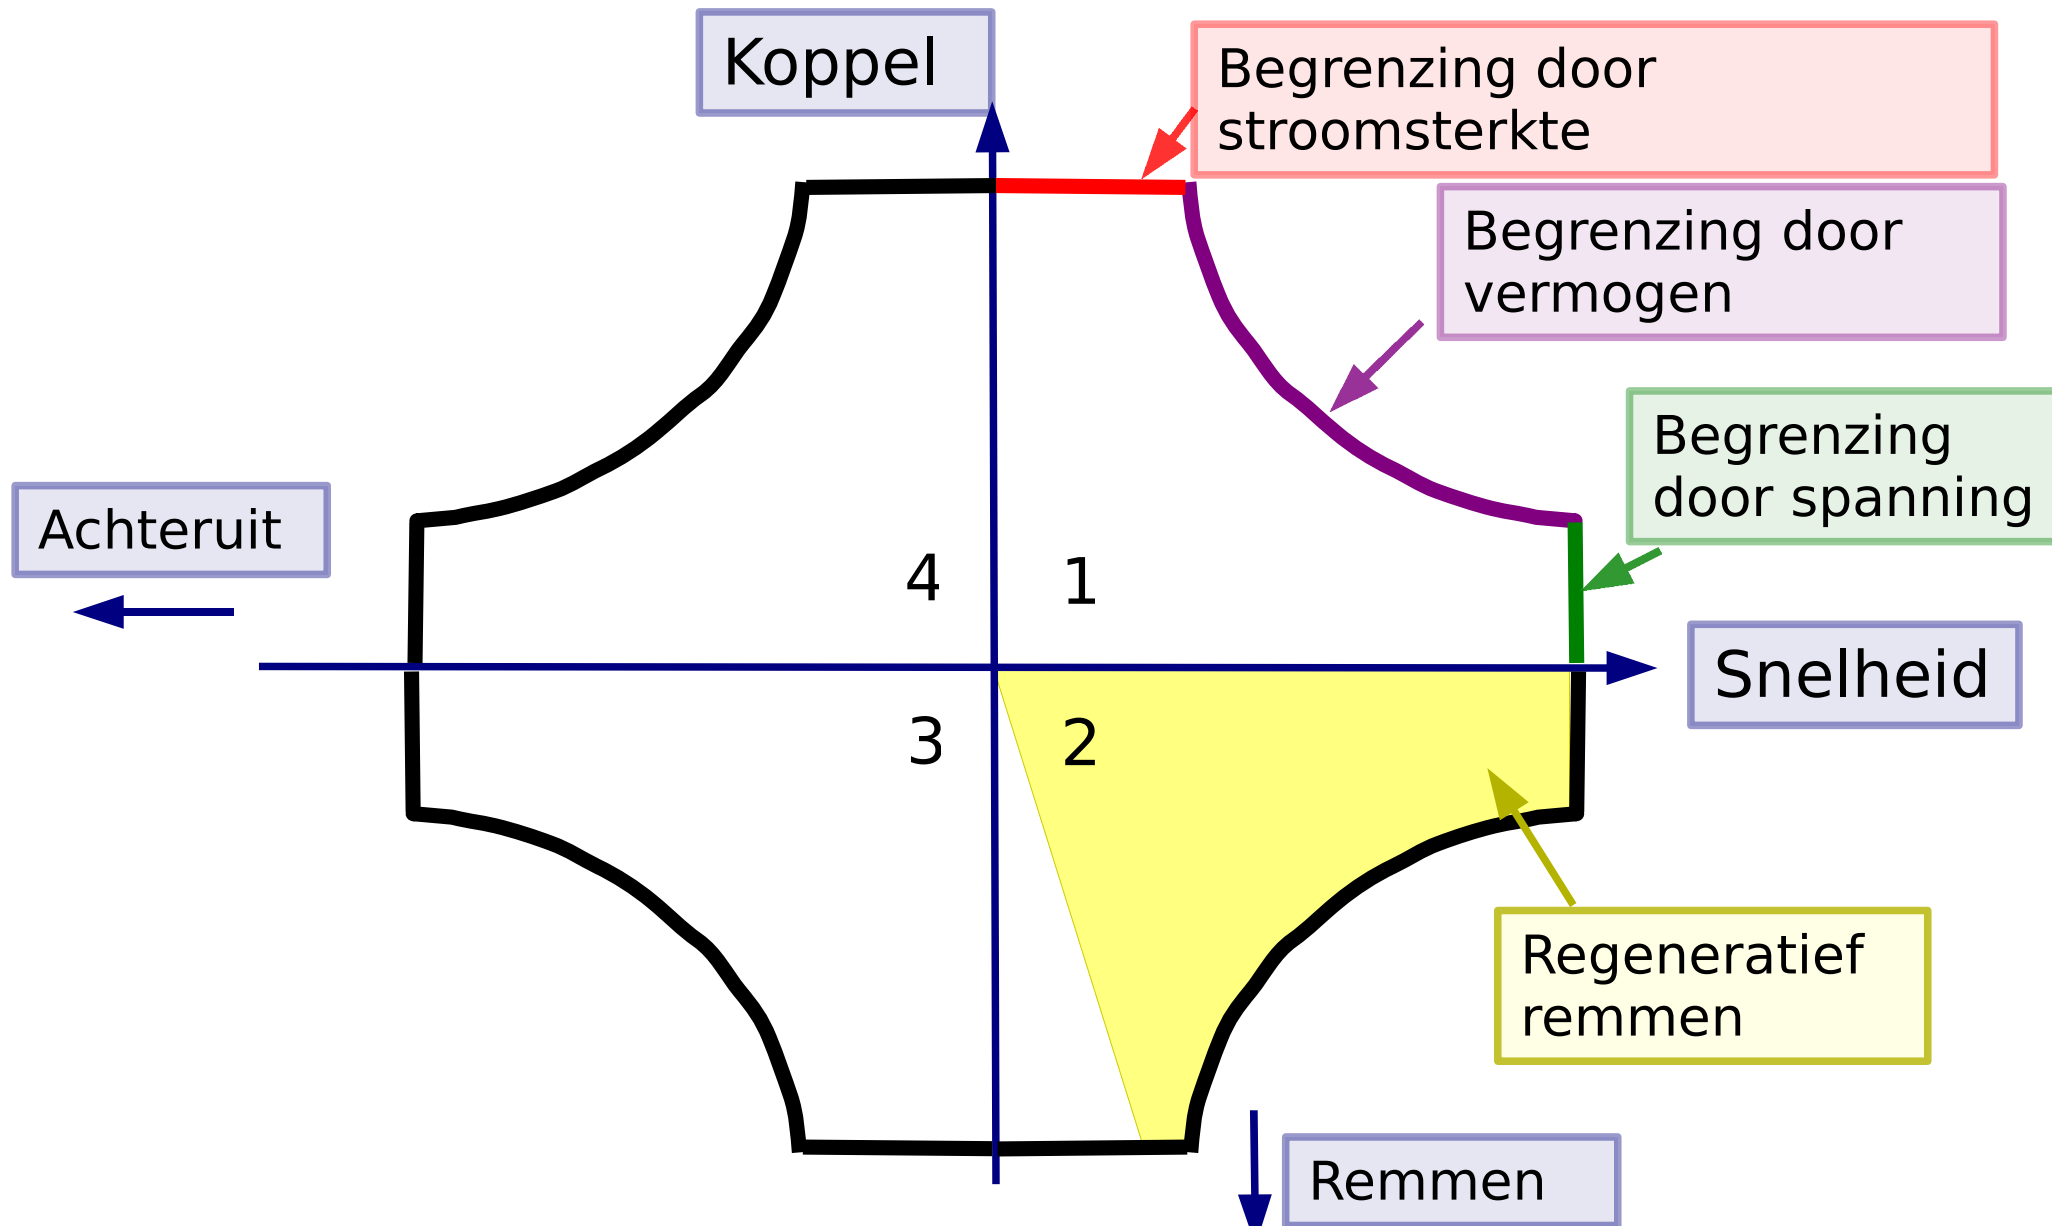 Koppel
Begrenzing door
stroomsterkte
Begrenzing door
vermogen
Begrenzing
door spanning
Achteruit
4
1
Snelheid
3
2
Regeneratief
remmen
Remmen